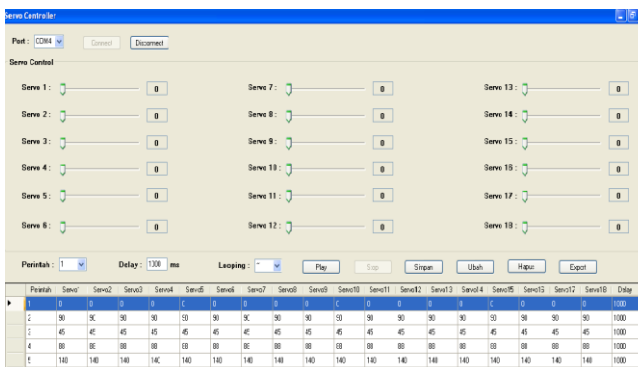 Servo Controller
Port : COM4 Connect Disconnect
Servo Control
Servo 1 : 0 Servo 7 : 0 Servo 13 : 0
Servo 2 : 0 Servo 8 : 0 Servo 14 : 0
Servo 3 : 0 Servo 9 : 0 Servo 15 : 0
Servo 4 : 0 Servo 10 : 0 Servo 16 : 0
Servo 5 : 0 Servo 11 : 0 Servo 17 : 0
Servo 6 : 0 Servo 12 : 0 Servo 18 : 0
Perintah : 1 Delay : 1000 ms Looping : Play Stop Simpan Ubah Hapus Export
Perintah Servo1 Servo2 Servo3 Servo4 Servo5 Servo6 Servo7 Servo8 Servo9 Servo10 Servo11 Servo12 Servo13 Servo14 Servo15 Servo16 Servo17 Servo18 Delay
1 0 0 0 0 0 0 0 0 0 0 0 0 0 0 0 0 0 0 1000
2 90 90 90 90 90 90 90 90 90 90 90 90 90 90 90 90 90 90 1000
3 45 45 45 45 45 45 45 45 45 45 45 45 45 45 45 45 45 45 1000
4 88 88 88 88 88 88 88 88 88 88 88 88 88 88 88 88 88 88 1000
5 140 140 140 140 140 140 140 140 140 140 140 140 140 140 140 140 140 140 1000